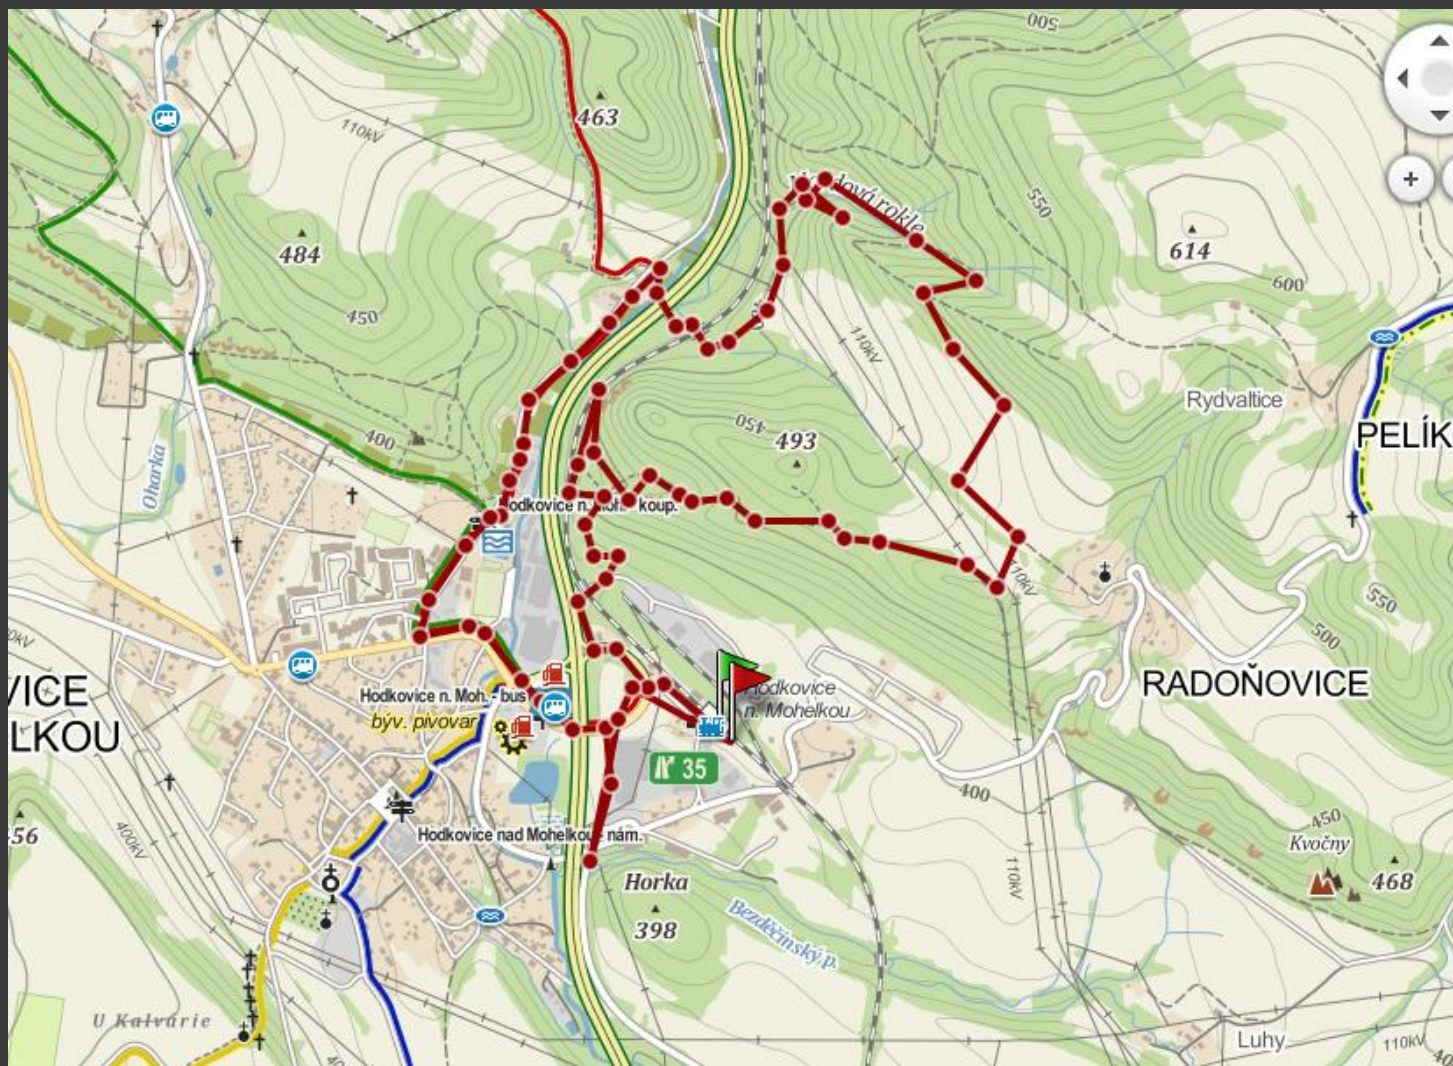 500
463
110kV
Vindová rokle
550
484
614
600
450
110kV
Rydvaltice
450
493
PELÍK
400
Oharka
Hodkovice n. Moh. - koup.
110kV
550
500
RADOŇOVICE
VICE
LKOU
Hodkovice n. Moh. - bus
býv. pivovar
Hodkovice
n. Mohelkou
35
400
Hodkovice nad Mohelkou - nám.
56
400kV
450
Kvočny
468
110kV
Horka
398
Bezděčínský p.
U Kalvárie
Luhy
110kV